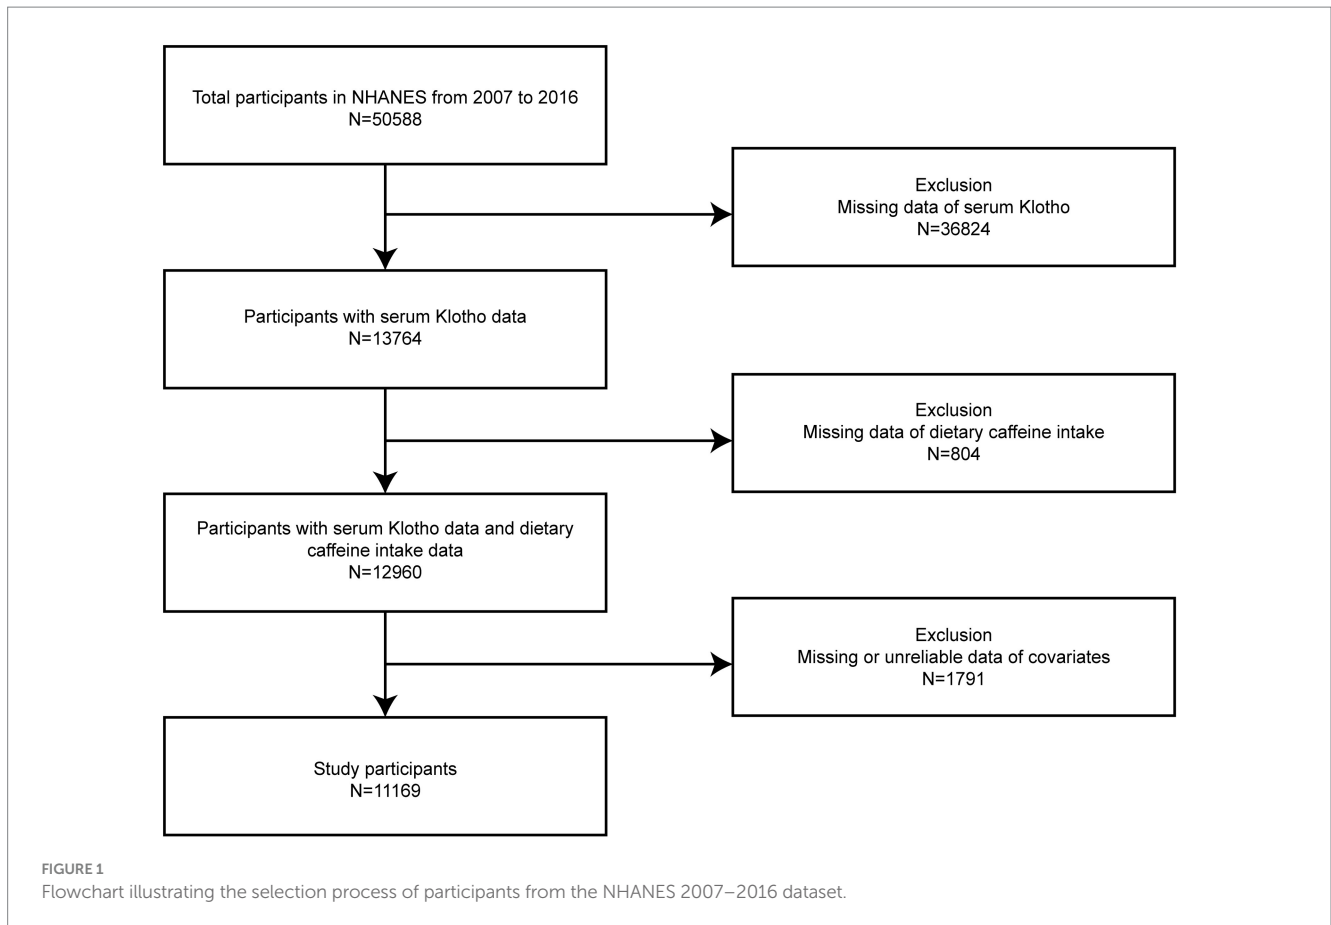 Total participants in NHANES from 2007 to 2016
N=50588
Exclusion
Missing data of serum Klotho
N=36824
Participants with serum Klotho data
N=13764
Exclusion
Missing data of dietary caffeine intake
N=804
Participants with serum Klotho data and dietary
caffeine intake data
N=12960
Exclusion
Missing or unreliable data of covariates
N=1791
Study participants
N=11169
FIGURE 1
Flowchart illustrating the selection process of participants from the NHANES 2007–2016 dataset.